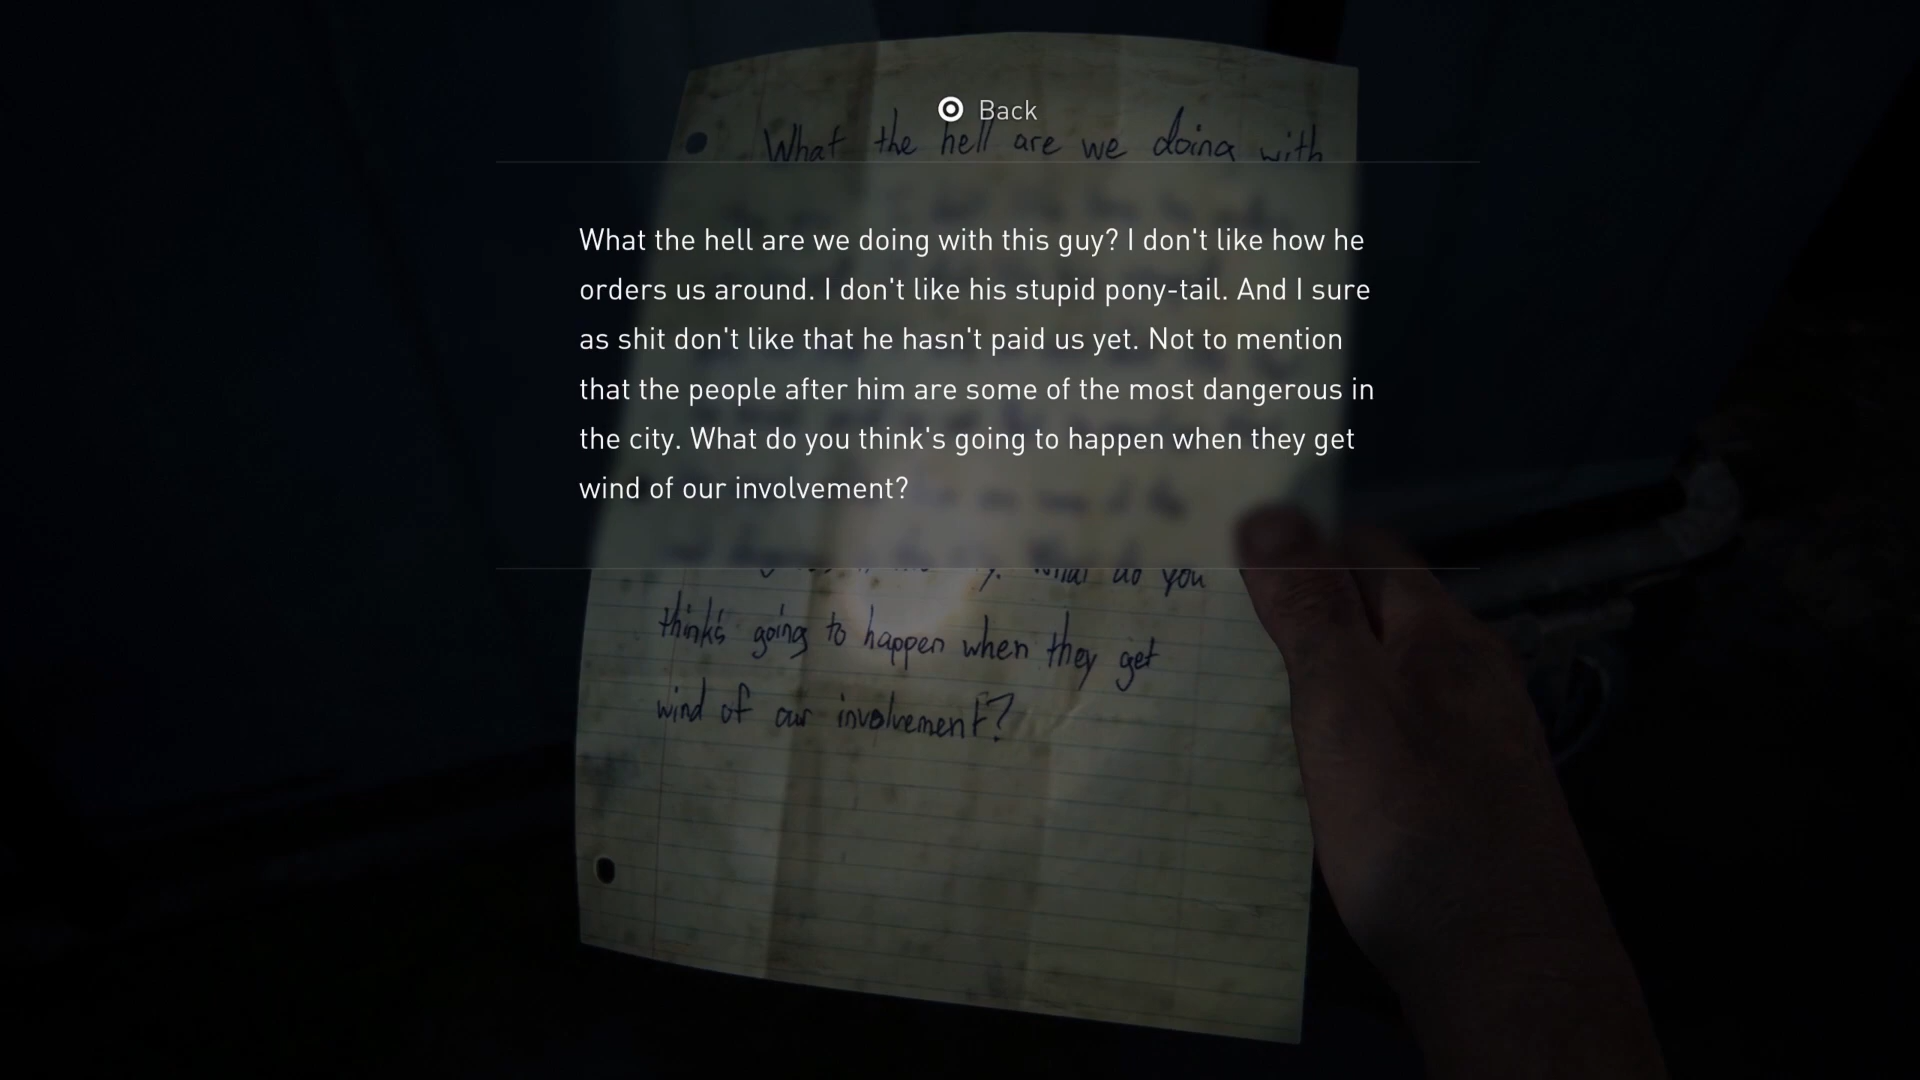 Back
What the hell are we doing with
What the hell are we doing with this guy? I don't like how he
orders us around. I don't like his stupid pony-tail. And I sure
as shit don't like that he hasn't paid us yet. Not to mention
that the people after him are some of the most dangerous in
the city. What do you think's going to happen when they get
wind of our involvement?
What do you
think's going to happen when they get
wind of our involvement?